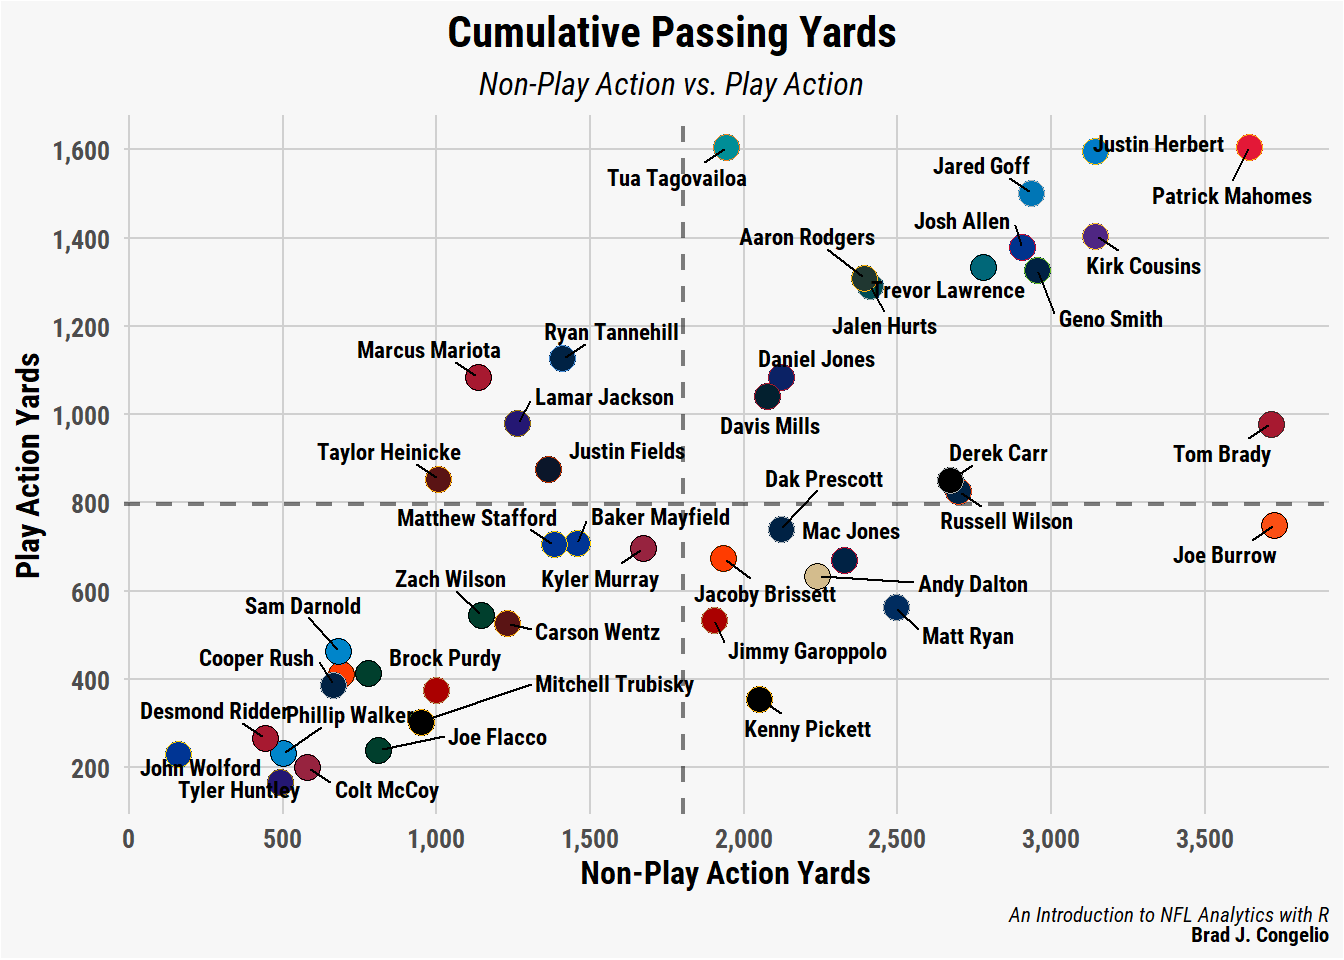 Cumulative Passing Yards
Non-Play Action vs. Play Action
Play Action Yards
1,600
1,400
1,200
1,000
800
600
400
200
Justin Herbert
Jared Goff
Tua Tagovailoa
Patrick Mahomes
Josh Allen
Aaron Rodgers
Kirk Cousins
Trevor Lawrence
Geno Smith
Jalen Hurts
Ryan Tannehill
Marcus Mariota
Daniel Jones
Lamar Jackson
Davis Mills
Taylor Heinicke
Justin Fields
Derek Carr
Tom Brady
Dak Prescott
Matthew Stafford
Baker Mayfield
Russell Wilson
Mac Jones
Joe Burrow
Zach Wilson
Kyler Murray
Andy Dalton
Jacoby Brissett
Sam Darnold
Carson Wentz
Matt Ryan
Cooper Rush
Brock Purdy
Jimmy Garoppolo
Mitchell Trubisky
Desmond Ridder
Phillip Walker
Kenny Pickett
Joe Flacco
John Wolford
Tyler Huntley
Colt McCoy
0
500
1,000
1,500
2,000
2,500
3,000
3,500
Non-Play Action Yards
An Introduction to NFL Analytics with R
Brad J. Congelio